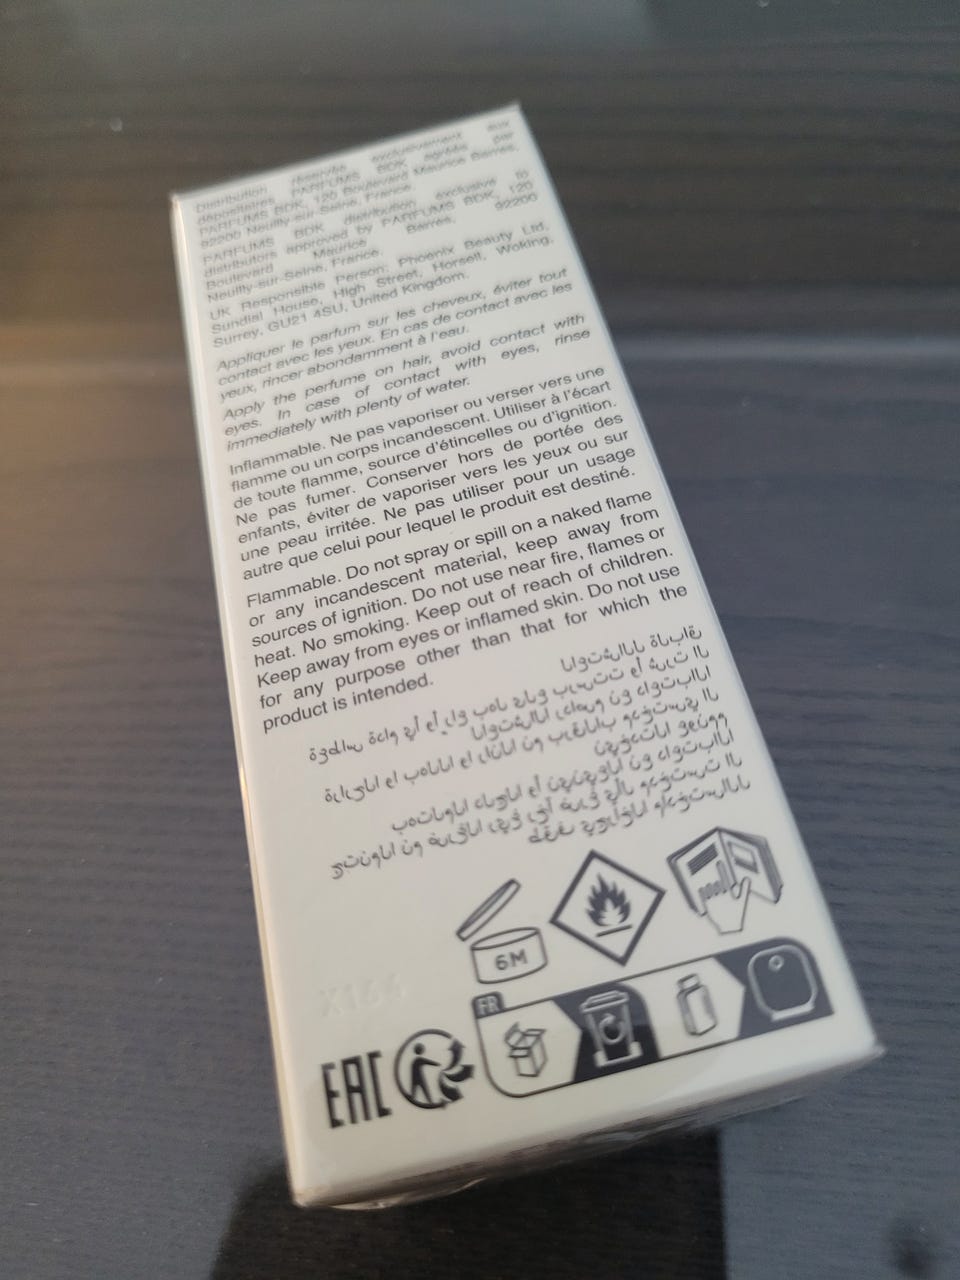 Distribution réservée exclusivement aux
dépositaires PARFUMS BDK agréés par
PARFUMS BDK, 120 Boulevard Maurice Barrès,
92200 Neuilly-sur-Seine, France.
PARFUMS BDK distribution exclusive to
distributors approved by PARFUMS BDK, 120
Boulevard Maurice Barrès, 92200
Neuilly-sur-Seine, France.
UK Responsible Person: Phoenix Beauty Ltd,
Sundial House, High Street, Horsell, Woking,
Surrey, GU21 4SU, United Kingdom.
Appliquer le parfum sur les cheveux, éviter tout
contact avec les yeux. En cas de contact avec les
yeux, rincer abondamment à l'eau.
Apply the perfume on hair, avoid contact with
eyes. In case of contact with eyes, rinse
immediately with plenty of water.
Inflammable. Ne pas vaporiser ou verser vers une
flamme ou un corps incandescent. Utiliser à l'écart
de toute flamme, source d'étincelles ou d'ignition.
Ne pas fumer. Conserver hors de portée des
enfants, éviter de vaporiser vers les yeux ou sur
une peau irritée. Ne pas utiliser pour un usage
autre que celui pour lequel le produit est destiné.
Flammable. Do not spray or spill on a naked flame
or any incandescent material, keep away from
sources of ignition. Do not use near fire, flames or
heat. No smoking. Keep out of reach of children.
Keep away from eyes or inflamed skin. Do not use
for any purpose other than that for which the
product is intended.
6M
FR
X164
EAC